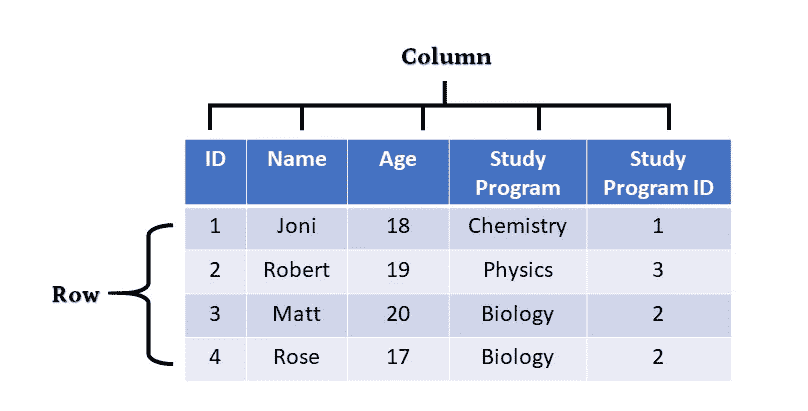 Column
ID Name Age Study Program Study Program ID
1 Joni 18 Chemistry 1
Row
2 Robert 19 Physics 3
3 Matt 20 Biology 2
4 Rose 17 Biology 2